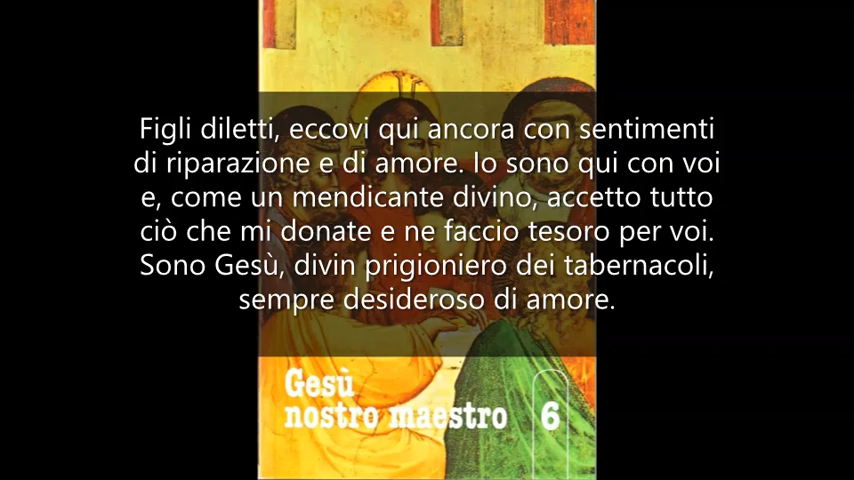 Figli diletti, eccovi qui ancora con sentimenti
di riparazione e di amore. Io sono qui con voi
e, come un mendicante divino, accetto tutto
ciò che mi donate e ne faccio tesoro per voi.
Sono Gesù, divin prigioniero dei tabernacoli,
sempre desideroso di amore.
Gesù
nostro maestro 6